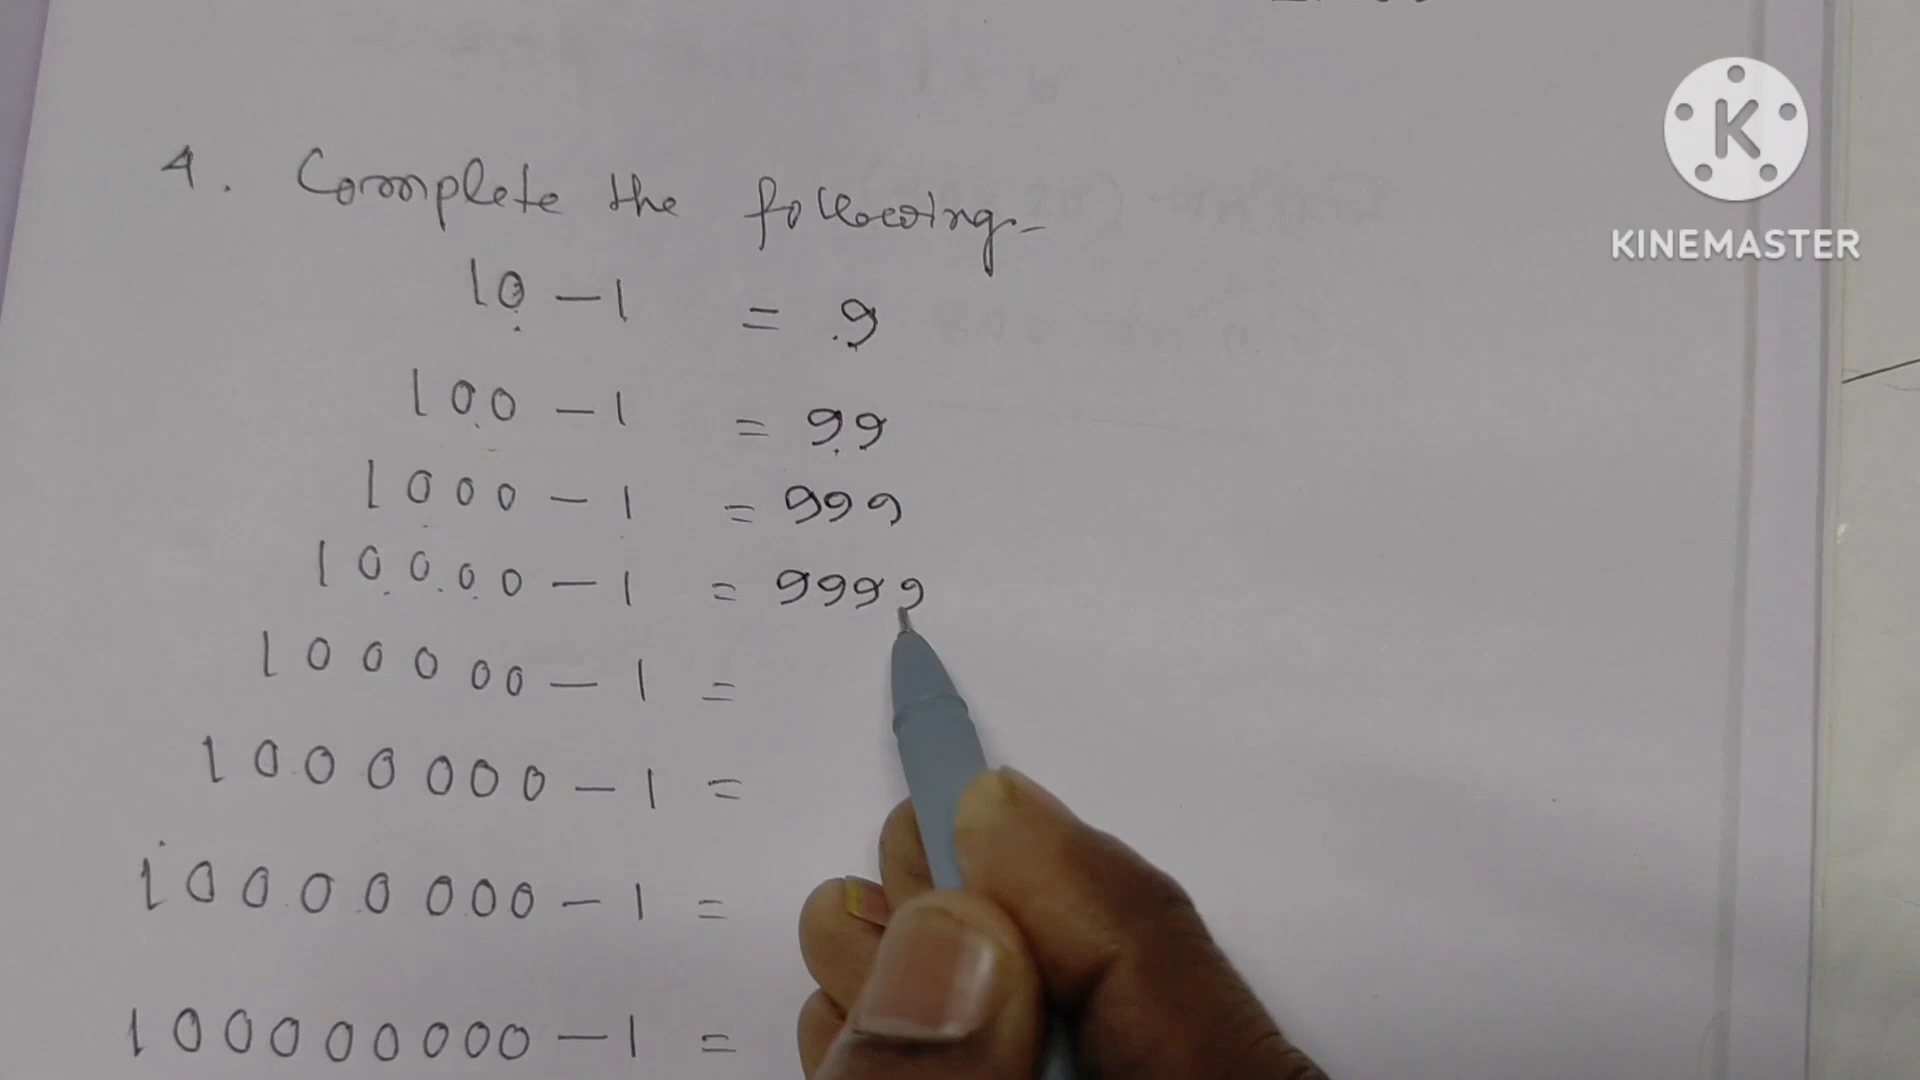 K
KINEMASTER
4. Complete the following-
10 - 1 = 9
100 - 1 = 99
1000 - 1 = 999
10000 - 1 = 9999
100000 - 1 =
1000000 - 1 =
10000000 - 1 =
100000000 - 1 =